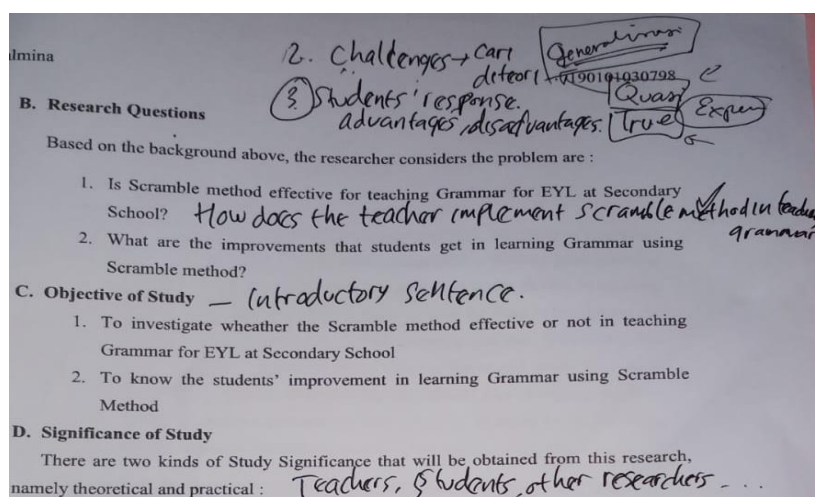 lmina
2. Challenges → cari
diteori
Generalinasi
01190101030798
3. Students' response.
advantages, disadvantages.
Quasi
True
Exper
B. Research Questions
Based on the background above, the researcher considers the problem are :
1. Is Scramble method effective for teaching Grammar for EYL at Secondary
School? How does the teacher implement scramble method in teaching
grammar
2. What are the improvements that students get in learning Grammar using
Scramble method?
C. Objective of Study — Introductory sentence.
1. To investigate wheather the Scramble method effective or not in teaching
Grammar for EYL at Secondary School
2. To know the students' improvement in learning Grammar using Scramble
Method
D. Significance of Study
There are two kinds of Study Significance that will be obtained from this research,
namely theoretical and practical : Teachers, Students, other researchers - . .